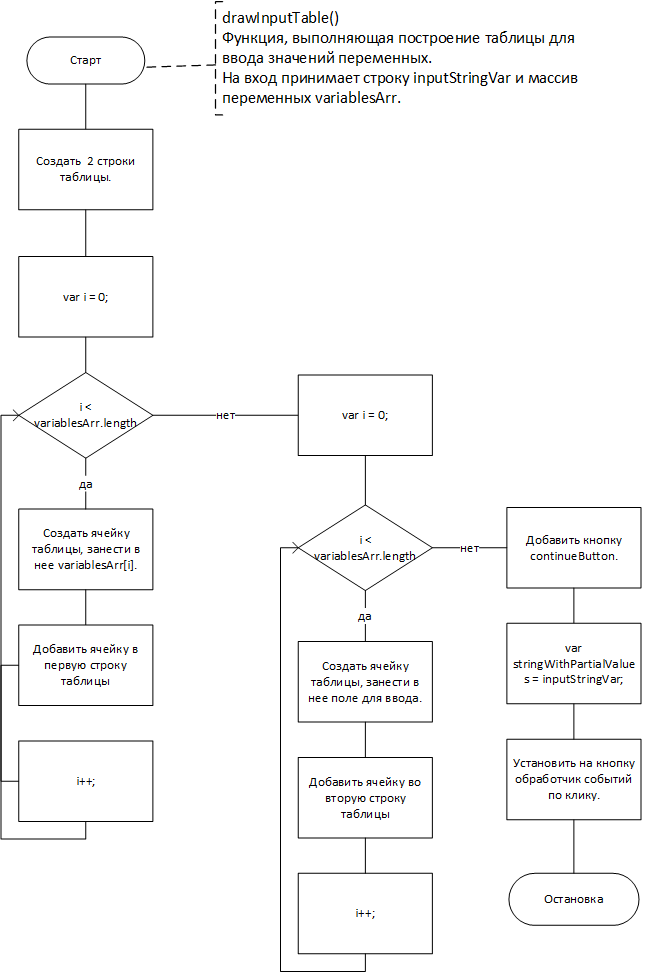 drawInputTable()
Функция, выполняющая построение таблицы для
ввода значений переменных.
На вход принимает строку inputStringVar и массив
переменных variablesArr.
Старт
Создать 2 строки
таблицы.
var i = 0;
i <
variablesArr.length
нет
да
Создать ячейку
таблицы, занести в
нее variablesArr[i].
Добавить ячейку в
первую строку
таблицы
i++;
var i = 0;
i <
variablesArr.length
нет
да
Создать ячейку
таблицы, занести в
нее поле для ввода.
Добавить ячейку во
вторую строку
таблицы
i++;
Добавить кнопку
continueButton.
var
stringWithPartialValue
s = inputStringVar;
Установить на кнопку
обработчик событий
по клику.
Остановка